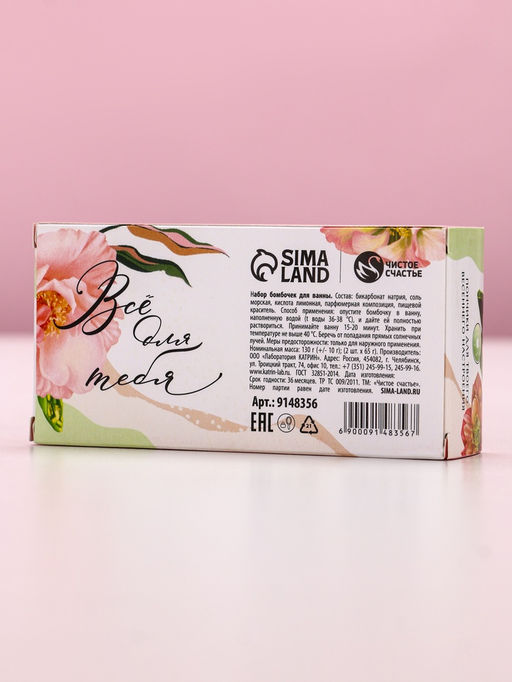 Всё
для
тебя
SIMA
LAND
ЧИСТОЕ
СЧАСТЬЕ
Набор бомбочек для ванны. Состав: бикарбонат натрия, соль
морская, кислота лимонная, парфюмерная композиция, пищевой
краситель. Способ применения: опустите бомбочку в ванну,
наполненную водой (t воды 36-38 °C), и дайте ей полностью
раствориться. Принимайте ванну 15-20 минут. Хранить при
температуре не выше 40 °C. Беречь от попадания прямых солнечных
лучей. Меры предосторожности: только для наружного применения.
Номинальная масса: 130 г (+/- 10 г); (2 шт. x 65 г). Производитель:
ООО «Лаборатория КАТРИН». Адрес: Россия, 454082, г. Челябинск,
ул. Троицкий тракт, 74, офис 10, тел.: +7 (351) 245-99-15, 245-99-16.
www.katrin-lab.ru. ГОСТ 32851-2014. Дата изготовления:
Срок годности: 36 месяцев. ТР ТС 009/2011. ТМ: «Чистое счастье».
Номер партии равен дате изготовления. SIMA-LAND.RU
Арт.: 9148356
EAC
21
6 900091 483567